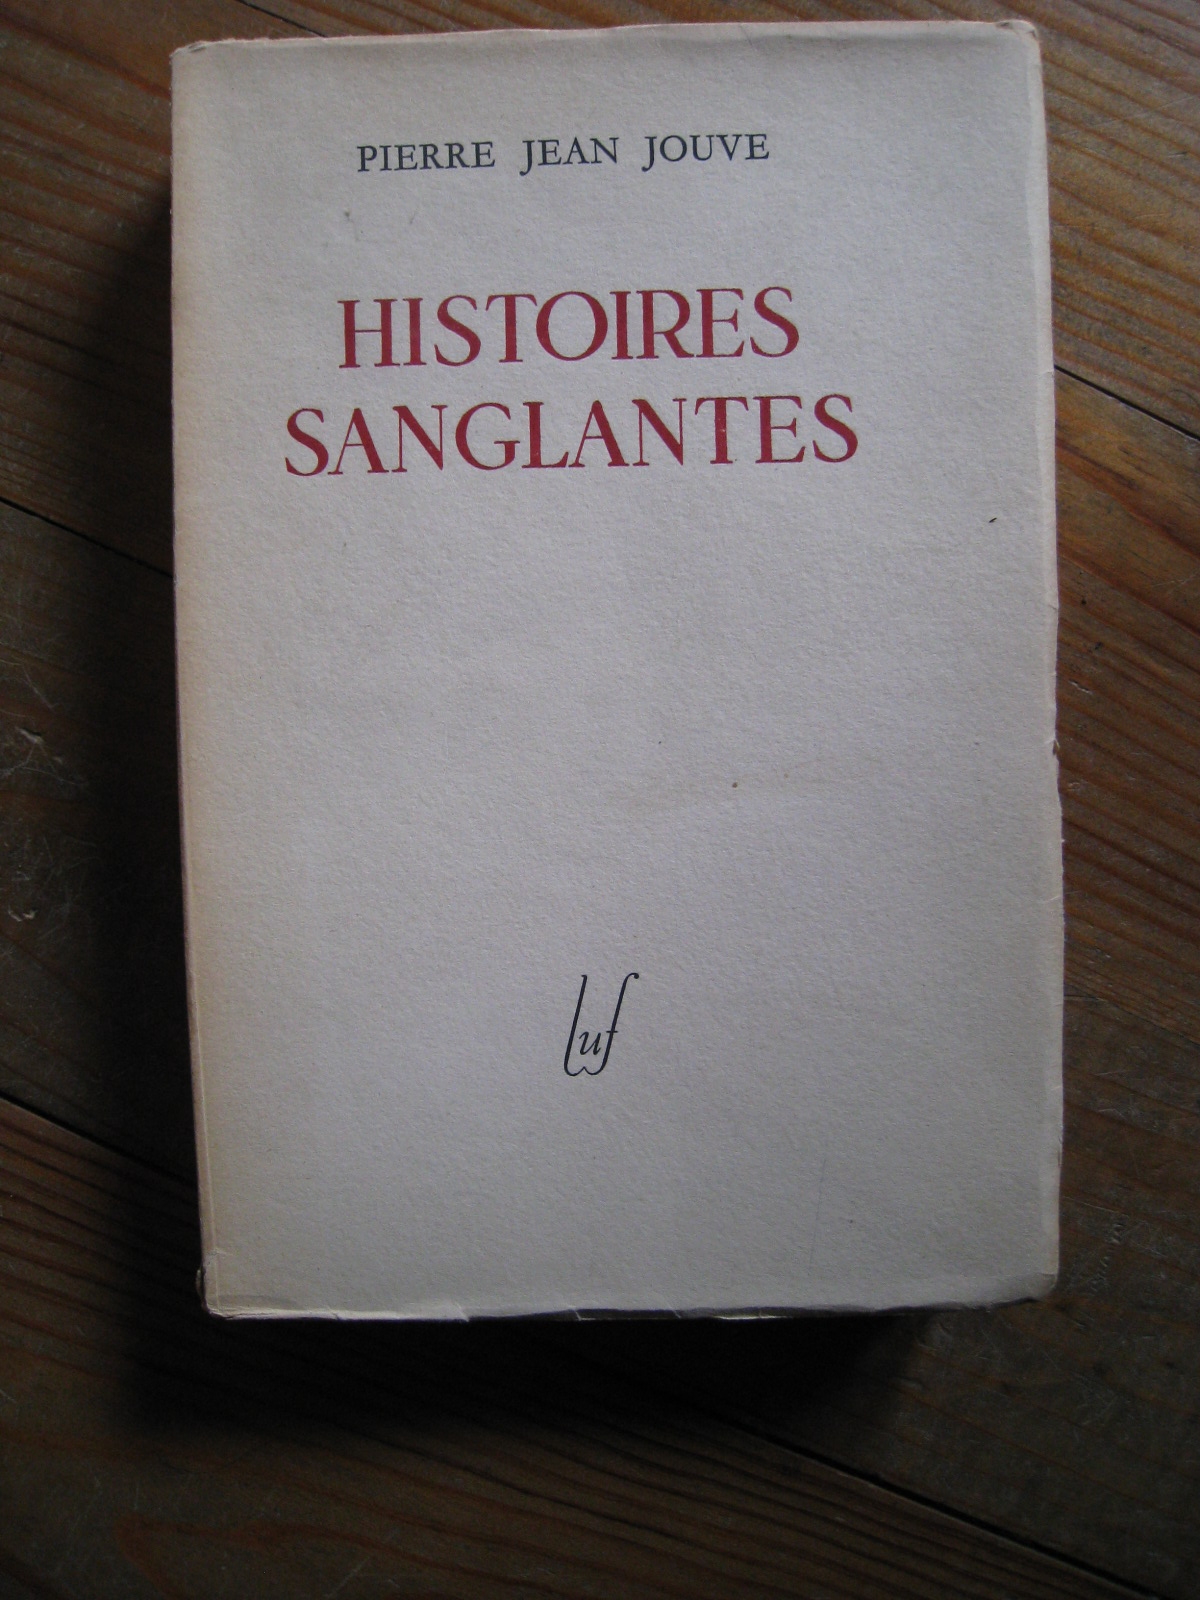 PIERRE JEAN JOUVE
HISTOIRES
SANGLANTES
luf